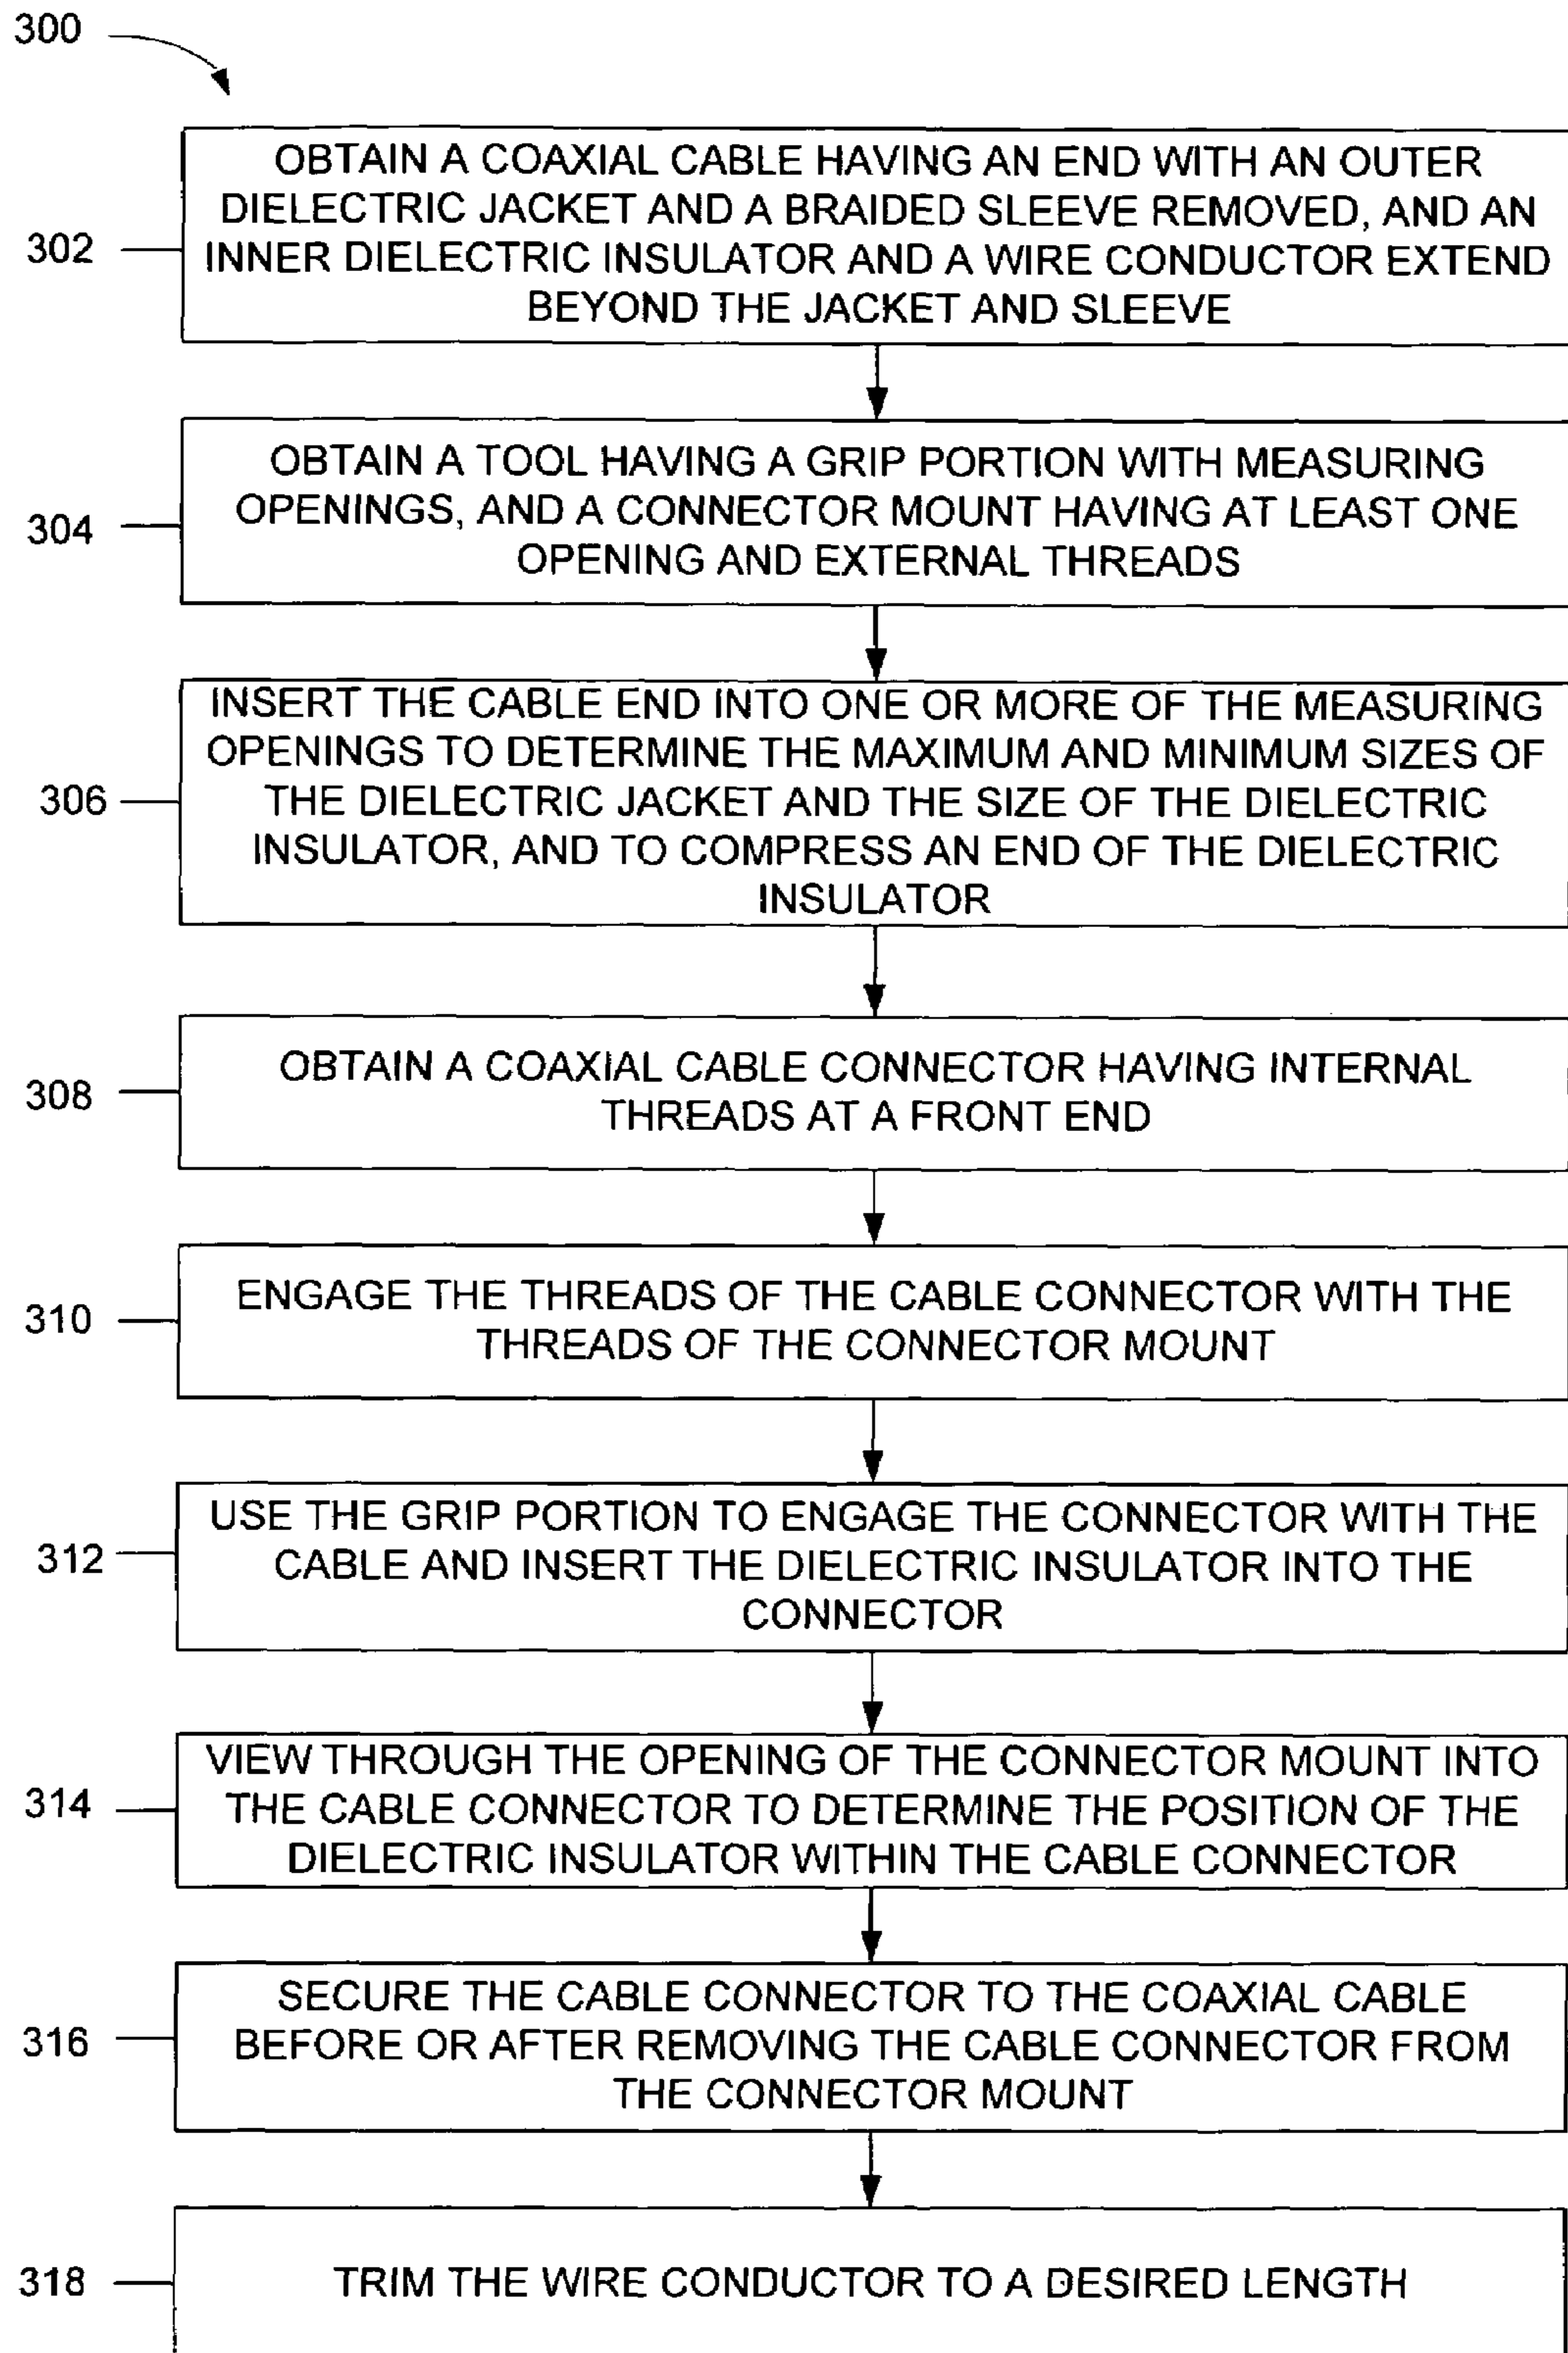 300
302
OBTAIN A COAXIAL CABLE HAVING AN END WITH AN OUTER
DIELECTRIC JACKET AND A BRAIDED SLEEVE REMOVED, AND AN
INNER DIELECTRIC INSULATOR AND A WIRE CONDUCTOR EXTEND
BEYOND THE JACKET AND SLEEVE
304
OBTAIN A TOOL HAVING A GRIP PORTION WITH MEASURING
OPENINGS, AND A CONNECTOR MOUNT HAVING AT LEAST ONE
OPENING AND EXTERNAL THREADS
306
INSERT THE CABLE END INTO ONE OR MORE OF THE MEASURING
OPENINGS TO DETERMINE THE MAXIMUM AND MINIMUM SIZES OF
THE DIELECTRIC JACKET AND THE SIZE OF THE DIELECTRIC
INSULATOR, AND TO COMPRESS AN END OF THE DIELECTRIC
INSULATOR
308
OBTAIN A COAXIAL CABLE CONNECTOR HAVING INTERNAL
THREADS AT A FRONT END
310
ENGAGE THE THREADS OF THE CABLE CONNECTOR WITH THE
THREADS OF THE CONNECTOR MOUNT
312
USE THE GRIP PORTION TO ENGAGE THE CONNECTOR WITH THE
CABLE AND INSERT THE DIELECTRIC INSULATOR INTO THE
CONNECTOR
314
VIEW THROUGH THE OPENING OF THE CONNECTOR MOUNT INTO
THE CABLE CONNECTOR TO DETERMINE THE POSITION OF THE
DIELECTRIC INSULATOR WITHIN THE CABLE CONNECTOR
316
SECURE THE CABLE CONNECTOR TO THE COAXIAL CABLE
BEFORE OR AFTER REMOVING THE CABLE CONNECTOR FROM
THE CONNECTOR MOUNT
318
TRIM THE WIRE CONDUCTOR TO A DESIRED LENGTH